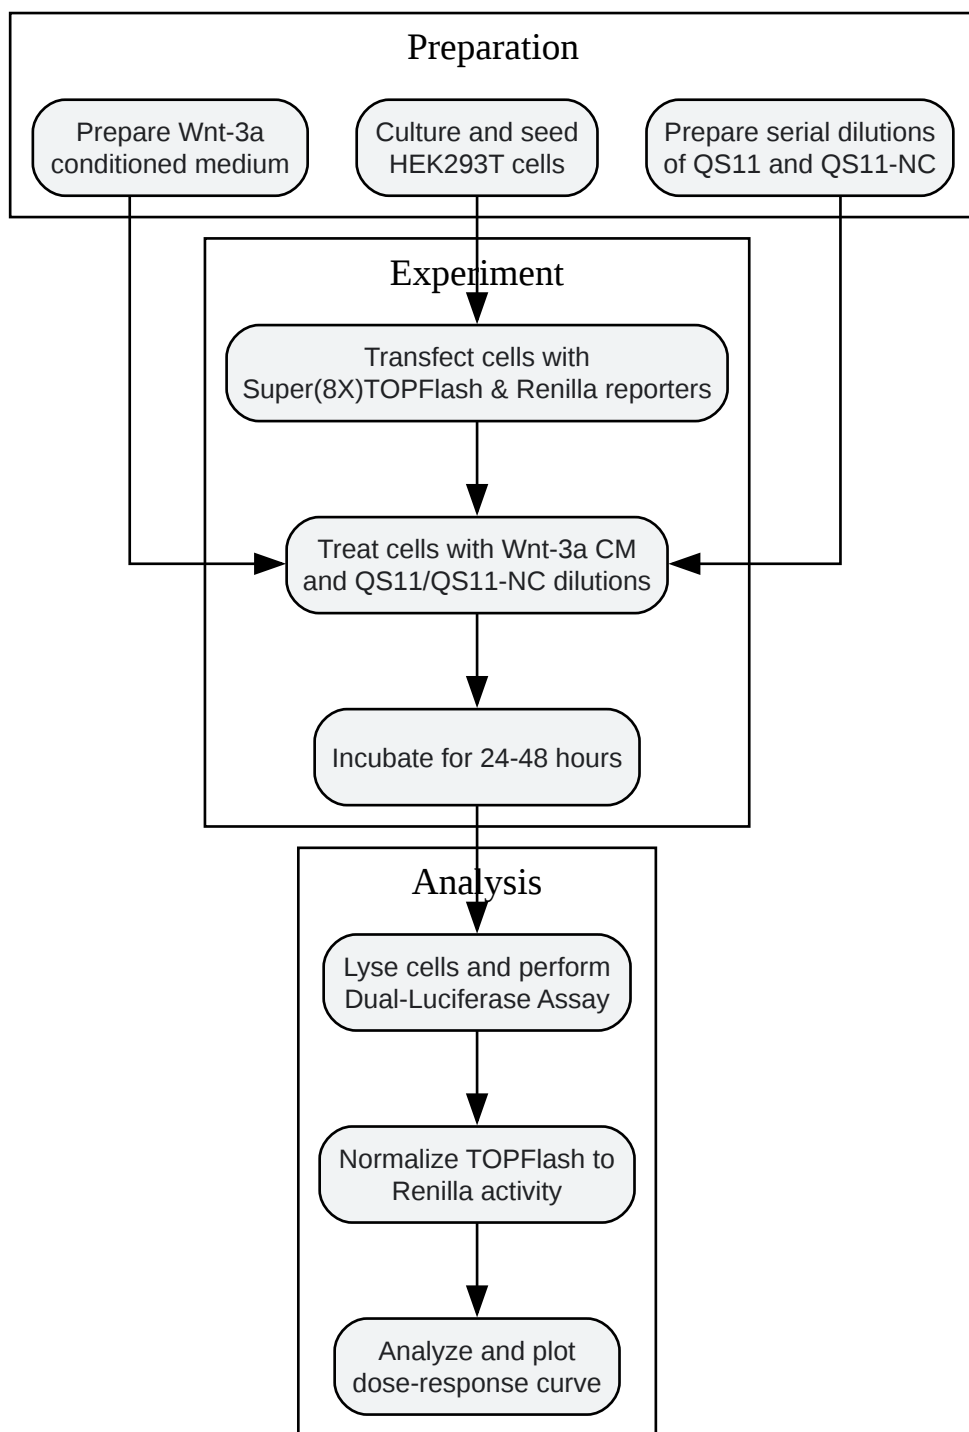 Preparation
Prepare Wnt-3a
conditioned medium
Culture and seed
HEK293T cells
Prepare serial dilutions
of QS11 and QS11-NC
Experiment
Transfect cells with
Super(8X)TOPFlash & Renilla reporters
Treat cells with Wnt-3a CM
and QS11/QS11-NC dilutions
Incubate for 24-48 hours
Analysis
Lyse cells and perform
Dual-Luciferase Assay
Normalize TOPFlash to
Renilla activity
Analyze and plot
dose-response curve